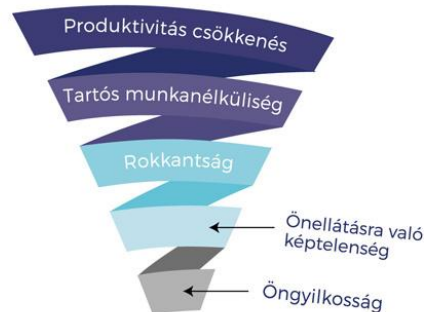 Produktivitás csökkenés
Tartós munkanélküliség
Rokkantság
Önellátásra való
képtelenség
Öngyilkosság